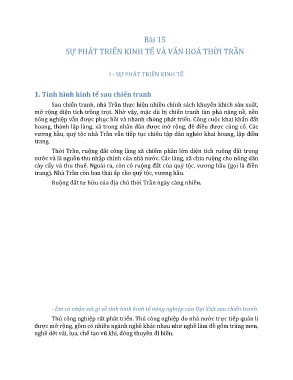 Bài 15
SỰ PHÁT TRIỂN KINH TẾ VÀ VĂN HOÁ THỜI TRẦN
I - SỰ PHÁT TRIỂN KINH TẾ
1. Tình hình kinh tế sau chiến tranh
Sau chiến tranh, nhà Trần thực hiện nhiều chính sách khuyến khích sản xuất,
mở rộng diện tích trồng trọt. Nhờ vậy, mặc dù bị chiến tranh tàn phá nặng nề, nền
nông nghiệp vẫn được phục hồi và nhanh chóng phát triển. Công cuộc khai khẩn đất
hoang, thành lập làng, xã trong nhân dân được mở rộng, đê điều được củng cố. Các
vương hầu, quý tộc nhà Trần vẫn tiếp tục chiêu tập dân nghèo khai hoang, lập điền
trang.
Thời Trần, ruộng đất công làng xã chiếm phần lớn diện tích ruộng đất trong
nước và là nguồn thu nhập chính của nhà nước. Các làng, xã chia ruộng cho nông dân
cày cấy và thu thuế. Ngoài ra, còn có ruộng đất của quý tộc, vương hầu (gọi là điền
trang). Nhà Trần còn ban thái ấp cho quý tộc, vương hầu.
Ruộng đất tư hữu của địa chủ thời Trần ngày càng nhiều.
- Em có nhận xét gì về tình hình kinh tế nông nghiệp của Đại Việt sau chiến tranh.
Thủ công nghiệp rất phát triển. Thủ công nghiệp do nhà nước trực tiếp quản lí
được mở rộng, gồm có nhiều ngành nghề khác nhau như nghề làm đồ gốm tráng men,
nghề dệt vải, lụa, chế tạo vũ khí, đóng thuyền đi biển.